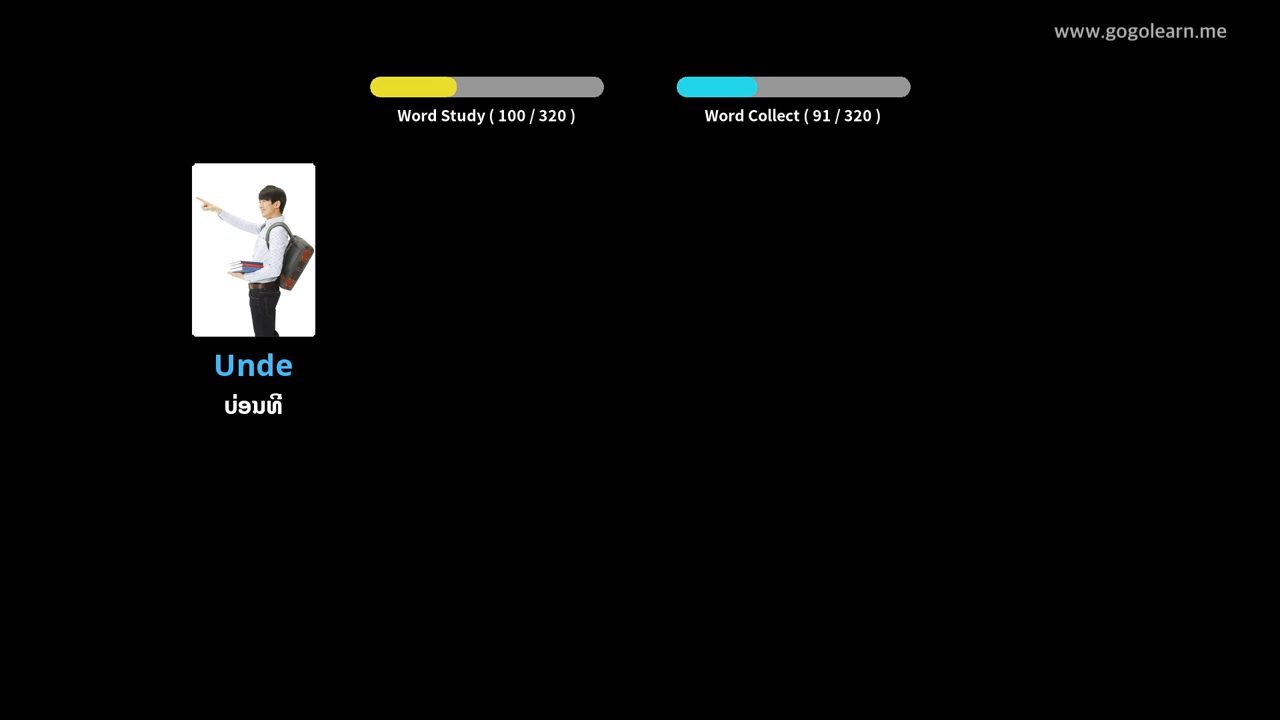 www.gogolearn.me
Word Study ( 100 / 320 )
Word Collect ( 91 / 320 )
Unde
ບ່ອນທີ່